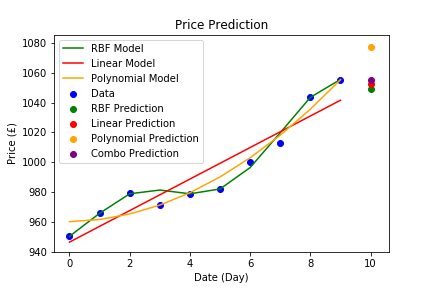 Price Prediction
Price (£)
1080
1060
1040
1020
1000
980
960
940
RBF Model
Linear Model
Polynomial Model
Data
RBF Prediction
Linear Prediction
Polynomial Prediction
Combo Prediction
0 2 4 6 8 10
Date (Day)